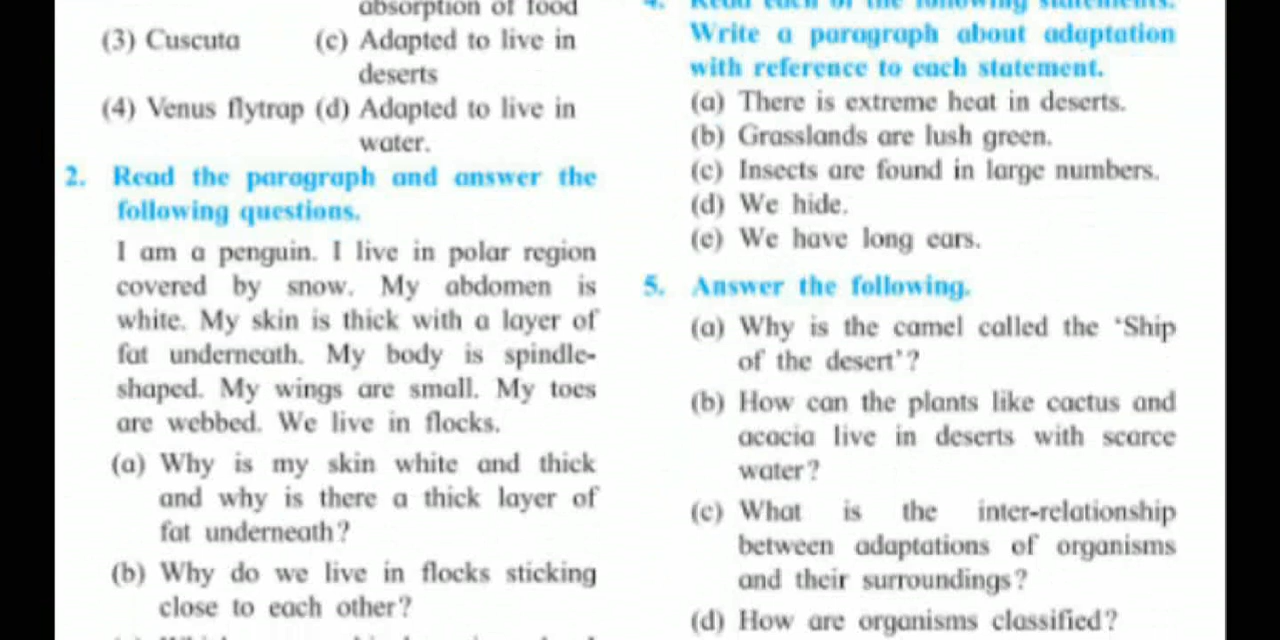 absorption of food
(3) Cuscuta (c) Adapted to live in
deserts
(4) Venus flytrap (d) Adapted to live in
water.
2. Read the paragraph and answer the
following questions.
I am a penguin. I live in polar region
covered by snow. My abdomen is
white. My skin is thick with a layer of
fat underneath. My body is spindle-
shaped. My wings are small. My toes
are webbed. We live in flocks.
(a) Why is my skin white and thick
and why is there a thick layer of
fat underneath?
(b) Why do we live in flocks sticking
close to each other?
4. Read each of the following statements.
Write a paragraph about adaptation
with reference to each statement.
(a) There is extreme heat in deserts.
(b) Grasslands are lush green.
(c) Insects are found in large numbers.
(d) We hide.
(e) We have long ears.
5. Answer the following.
(a) Why is the camel called the ‘Ship
of the desert’?
(b) How can the plants like cactus and
acacia live in deserts with scarce
water?
(c) What is the inter-relationship
between adaptations of organisms
and their surroundings?
(d) How are organisms classified?